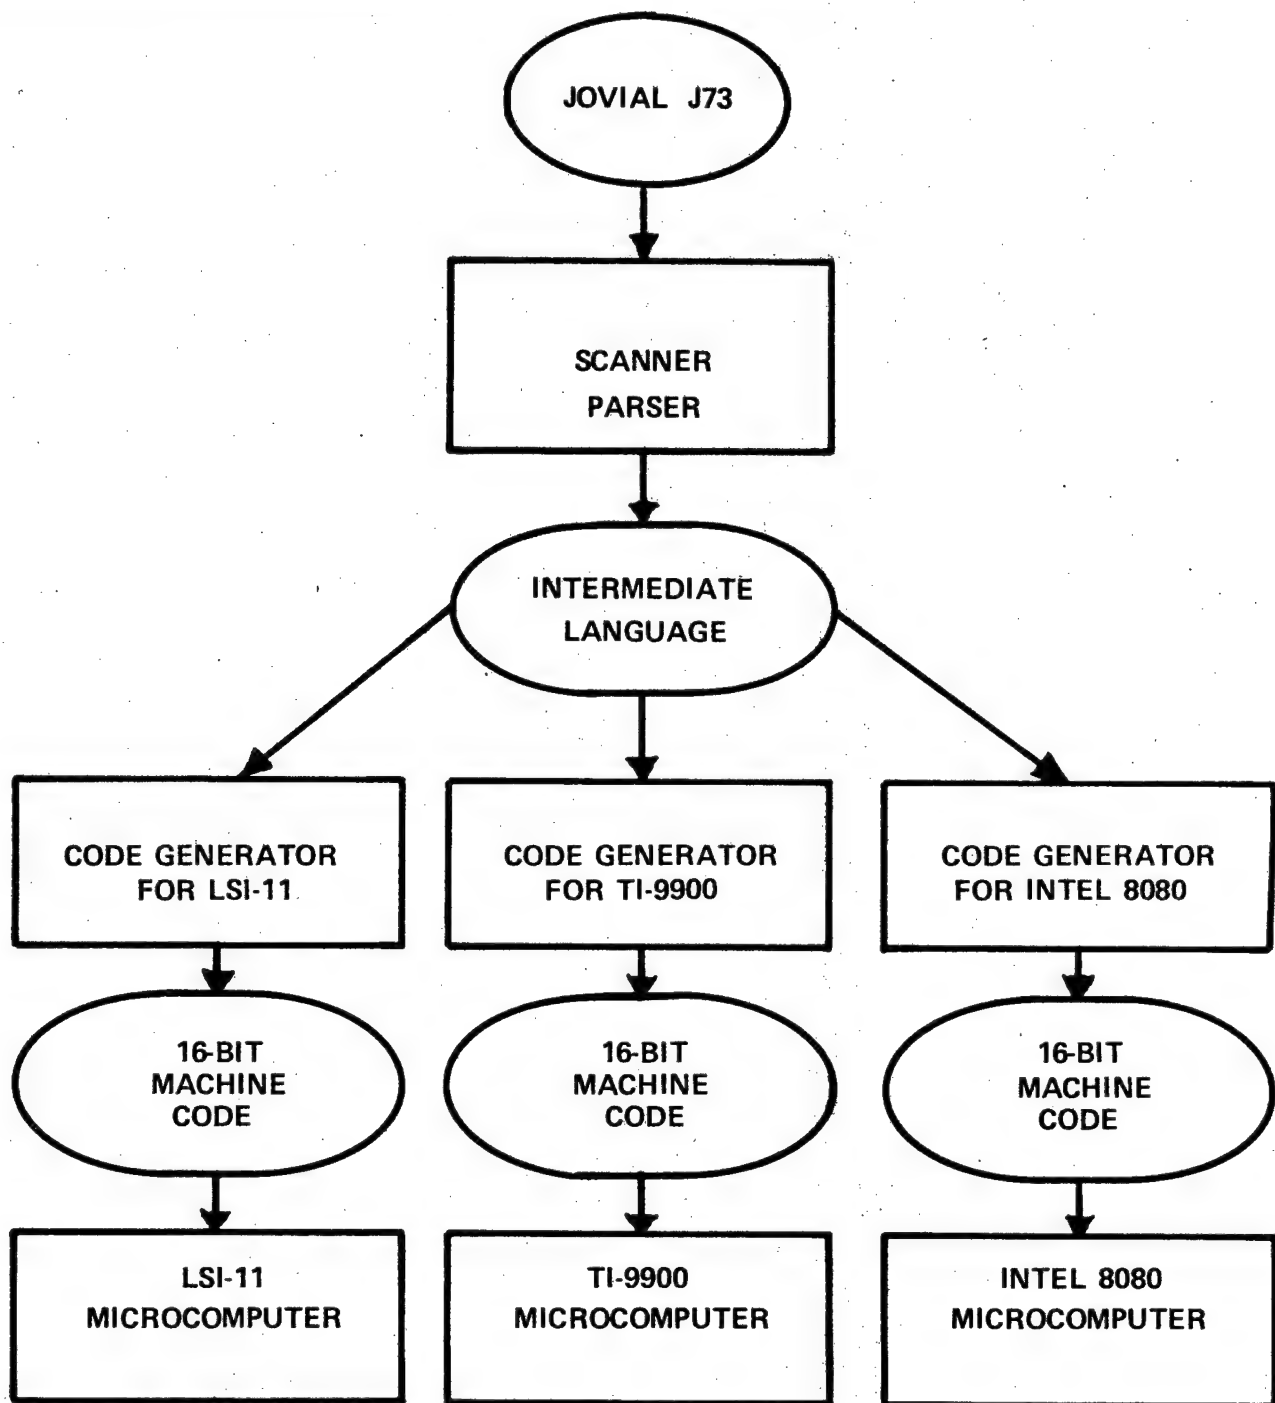 JOVIAL J73
SCANNER
PARSER
INTERMEDIATE
LANGUAGE
CODE GENERATOR
FOR LSI-11
CODE GENERATOR
FOR TI-9900
CODE GENERATOR
FOR INTEL 8080
16-BIT
MACHINE
CODE
16-BIT
MACHINE
CODE
16-BIT
MACHINE
CODE
LSI-11
MICROCOMPUTER
TI-9900
MICROCOMPUTER
INTEL 8080
MICROCOMPUTER